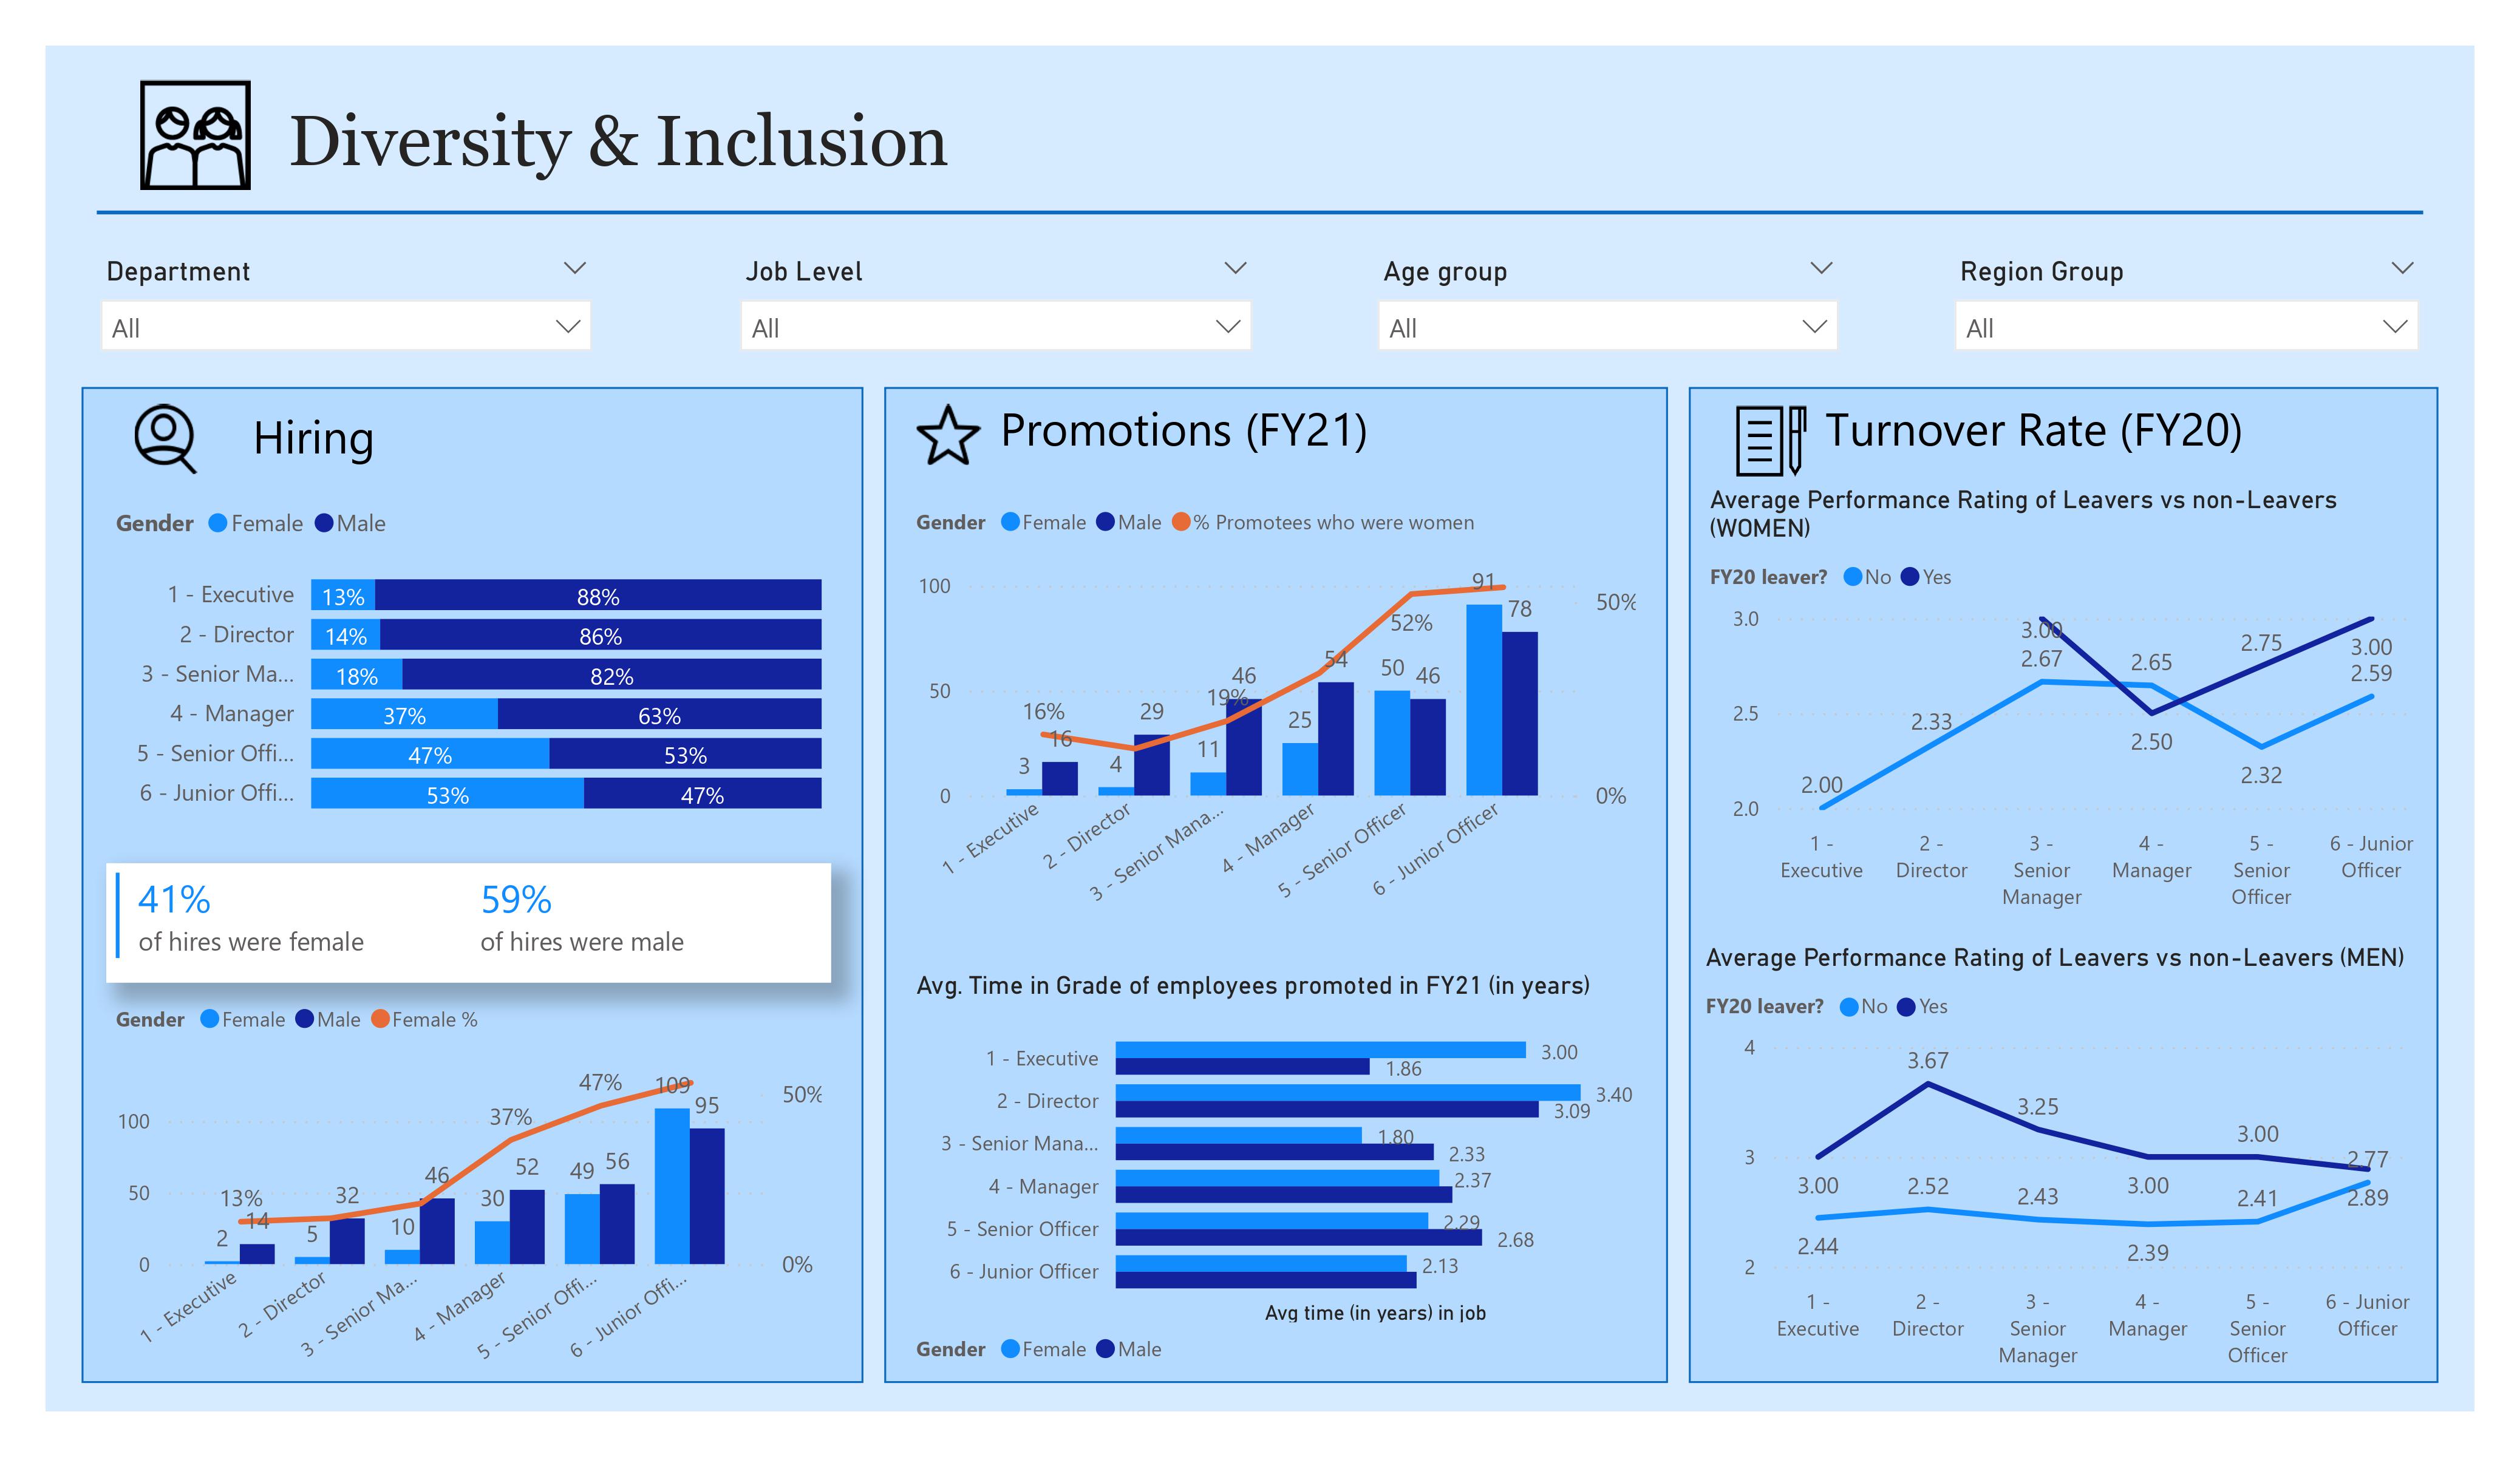 Diversity & Inclusion
Department
All
Job Level
All
Age group
All
Region Group
All
Hiring
Gender Female Male
1 - Executive 13% 88%
2 - Director 14% 86%
3 - Senior Ma... 18% 82%
4 - Manager 37% 63%
5 - Senior Offi... 47% 53%
6 - Junior Offi... 53% 47%
41% 59%
of hires were female of hires were male
Gender Female Male Female %
100
50
0
50%
0%
13%
2 14
5 32
10 46
37%
30 52
47%
49 56
109 95
1 - Executive
2 - Director
3 - Senior Ma...
4 - Manager
5 - Senior Offi...
6 - Junior Offi...
Promotions (FY21)
Gender Female Male % Promotees who were women
100
50
0
50%
0%
16%
3 16
4 29
19%
11 46
25 54
52%
50 46
91 78
1 - Executive
2 - Director
3 - Senior Mana...
4 - Manager
5 - Senior Officer
6 - Junior Officer
Avg. Time in Grade of employees promoted in FY21 (in years)
1 - Executive 3.00
1.86
2 - Director 3.40
3.09
3 - Senior Mana... 1.80
2.33
4 - Manager 2.37
5 - Senior Officer 2.29
2.68
6 - Junior Officer 2.13
Avg time (in years) in job
Gender Female Male
Turnover Rate (FY20)
Average Performance Rating of Leavers vs non-Leavers
(WOMEN)
FY20 leaver? No Yes
3.0
2.5
2.0
2.00
2.33
3.00
2.67
2.65
2.50
2.75
2.32
3.00
2.59
1 -
Executive
2 -
Director
3 -
Senior
Manager
4 -
Manager
5 -
Senior
Officer
6 - Junior
Officer
Average Performance Rating of Leavers vs non-Leavers (MEN)
FY20 leaver? No Yes
4
3
2
3.00
2.44
3.67
2.52
3.25
2.43
3.00
2.39
3.00
2.41
2.77
2.89
1 -
Executive
2 -
Director
3 -
Senior
Manager
4 -
Manager
5 -
Senior
Officer
6 - Junior
Officer